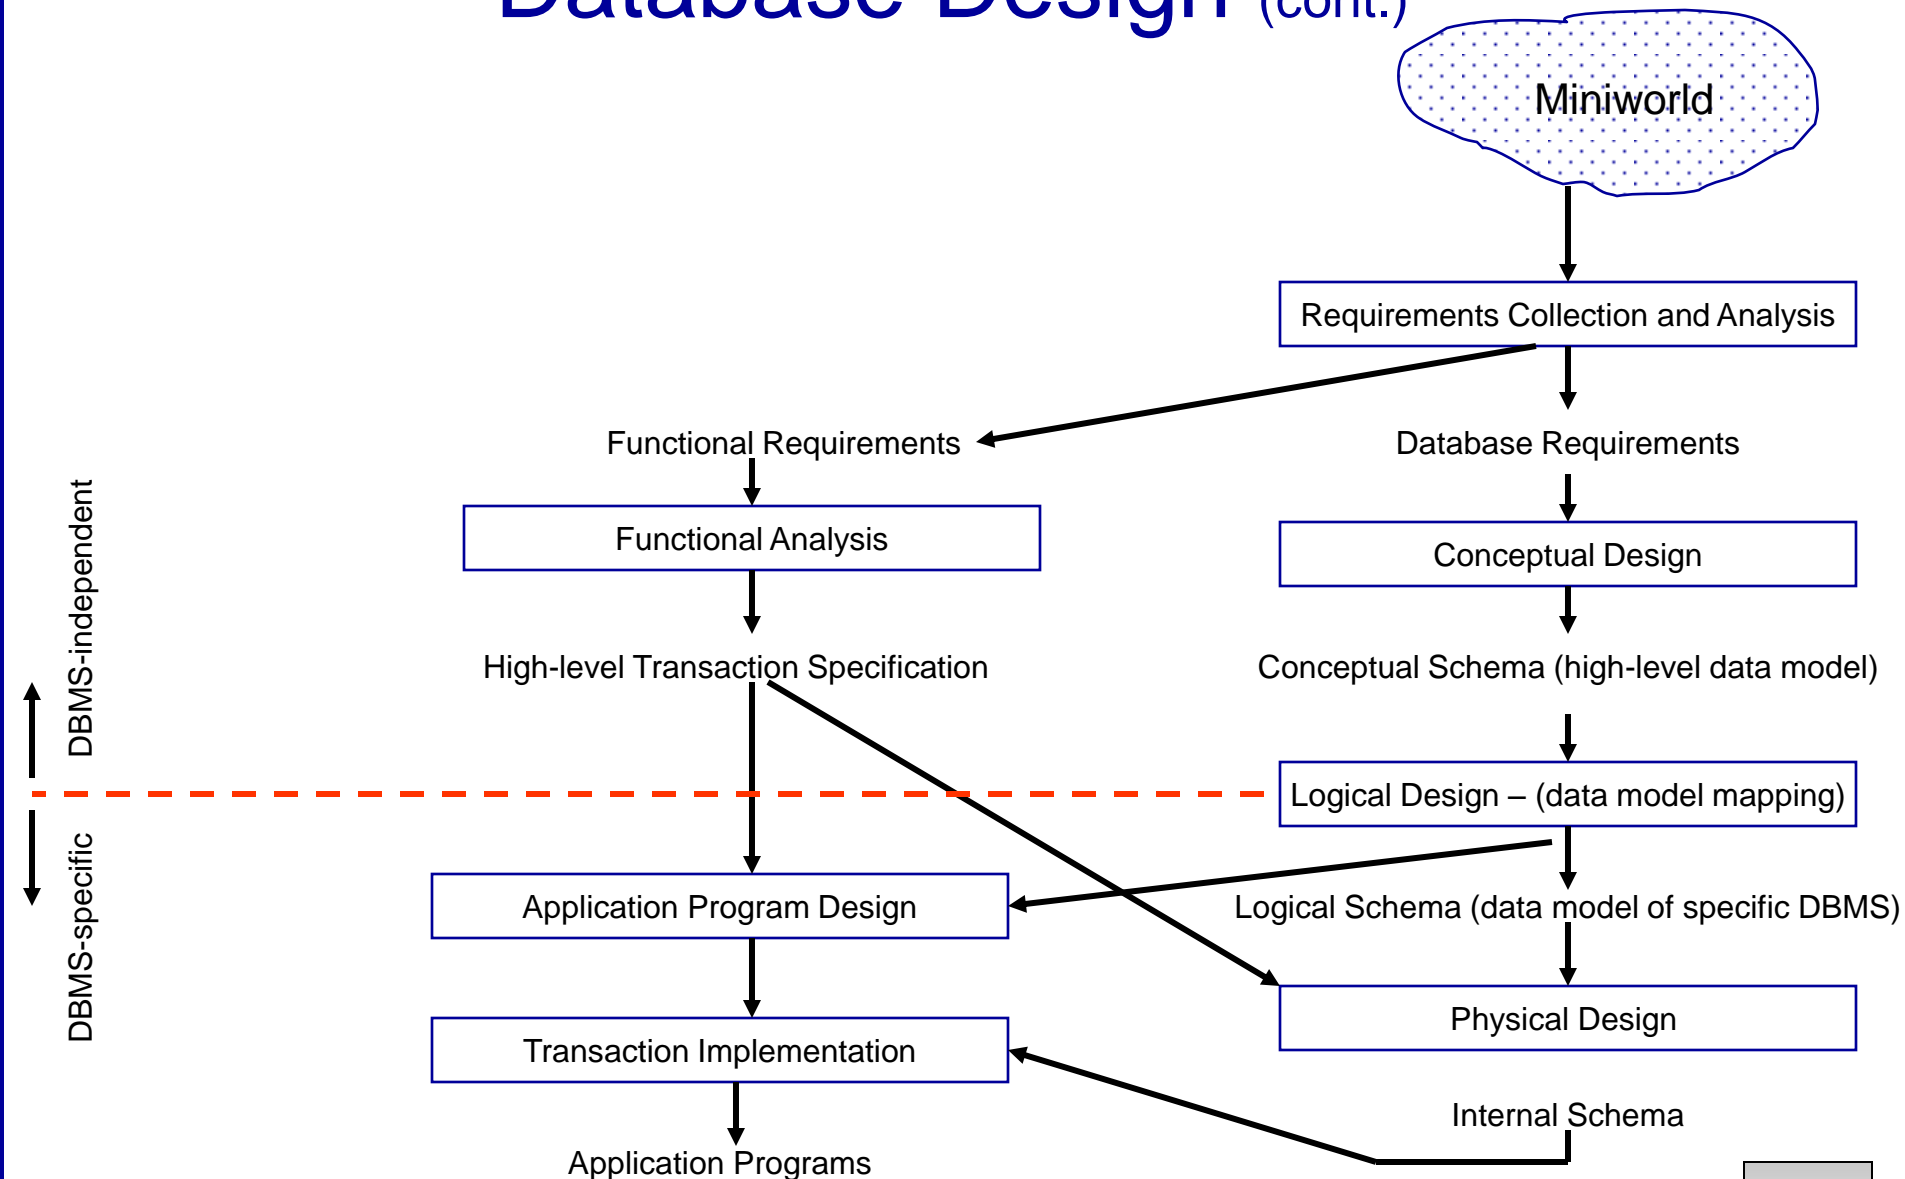 Database Design (cont.)
Miniworld
Requirements Collection and Analysis
Functional Requirements
Database Requirements
Functional Analysis
Conceptual Design
High-level Transaction Specification
Conceptual Schema (high-level data model)
DBMS-independent
Logical Design – (data model mapping)
DBMS-specific
Application Program Design
Logical Schema (data model of specific DBMS)
Physical Design
Transaction Implementation
Internal Schema
Application Programs